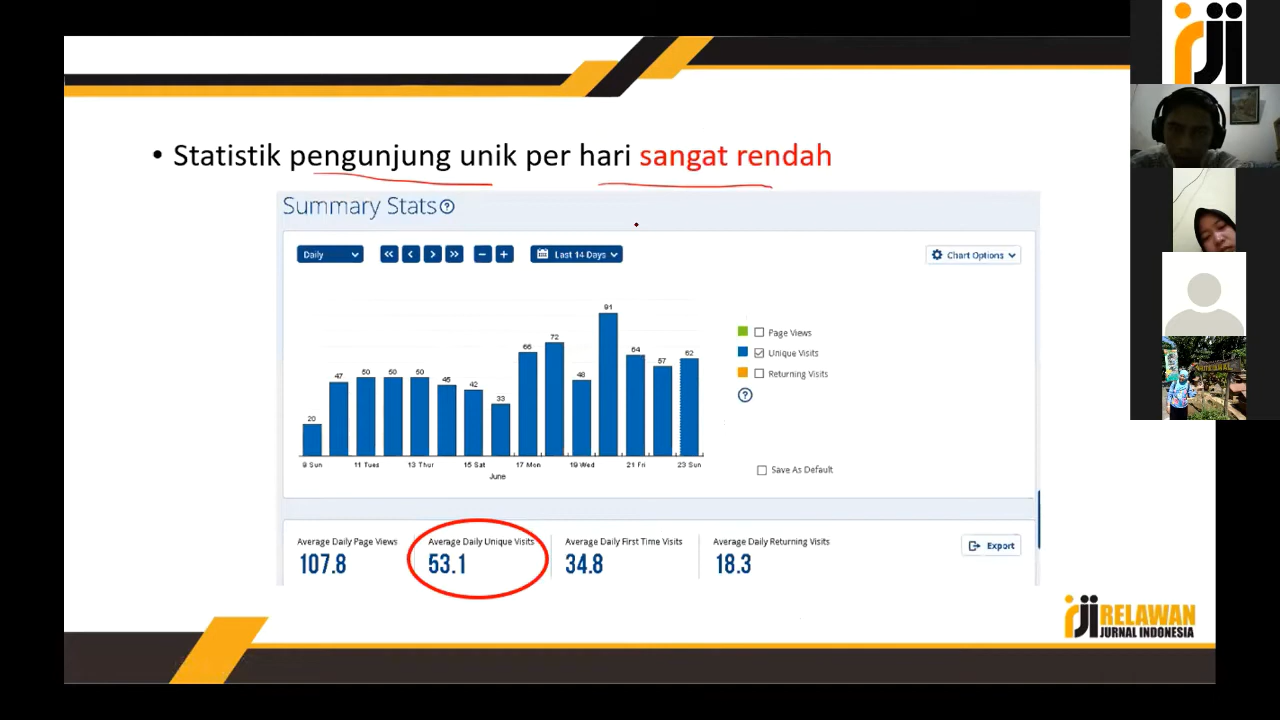 • Statistik pengunjung unik per hari sangat rendah
Summary Stats
Daily
Last 14 Days
Chart Options
20 47 50 50 50 45 42 33 66 72 48 91 64 57 62
9 Sun 11 Tues 13 Thur 15 Sat 17 Mon 19 Wed 21 Fri 23 Sun
June
Page Views
Unique Visits
Returning Visits
Save As Default
Average Daily Page Views
107.8
Average Daily Unique Visits
53.1
Average Daily First Time Visits
34.8
Average Daily Returning Visits
18.3
Export
rji RELAWAN
JURNAL INDONESIA
rji